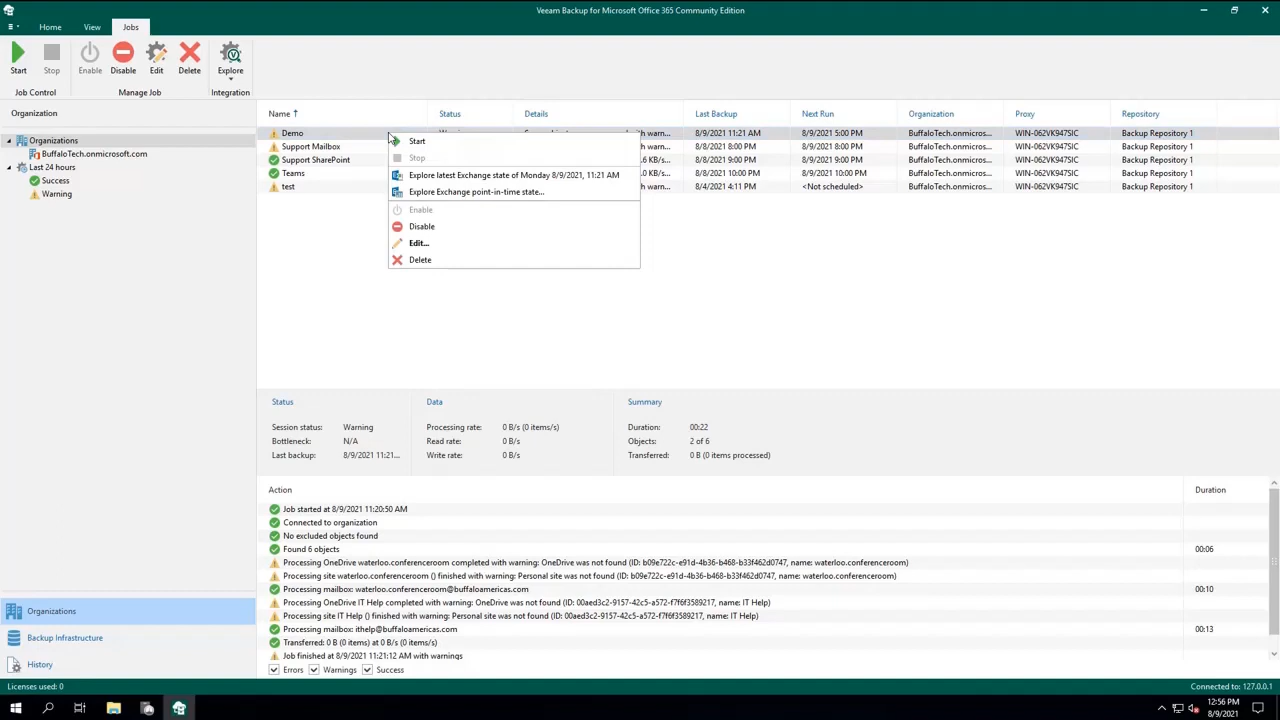 Veeam Backup for Microsoft Office 365 Community Edition
Home View Jobs
Start Stop Enable Disable Edit Delete Explore
Job Control Manage Job Integration
Organization
Name Status Details Last Backup Next Run Organization Proxy Repository
Organizations
BuffaloTech.onmicrosoft.com
Last 24 hours
Success
Warning
Demo 8/9/2021 11:21 AM 8/9/2021 5:00 PM BuffaloTech.onmicros... WIN-062VK947SIC Backup Repository 1
Support Mailbox 8/8/2021 8:00 PM 8/9/2021 8:00 PM BuffaloTech.onmicros... WIN-062VK947SIC Backup Repository 1
Support SharePoint .6 KB/s... 8/8/2021 9:00 PM 8/9/2021 9:00 PM BuffaloTech.onmicros... WIN-062VK947SIC Backup Repository 1
Teams .0 KB/s... 8/8/2021 10:00 PM 8/9/2021 10:00 PM BuffaloTech.onmicros... WIN-062VK947SIC Backup Repository 1
test with warn... 8/4/2021 4:11 PM <Not scheduled> BuffaloTech.onmicros... WIN-062VK947SIC Backup Repository 1
Start
Stop
Explore latest Exchange state of Monday 8/9/2021, 11:21 AM
Explore Exchange point-in-time state...
Enable
Disable
Edit...
Delete
Status Data Summary
Session status: Warning Processing rate: 0 B/s (0 items/s) Duration: 00:22
Bottleneck: N/A Read rate: 0 B/s Objects: 2 of 6
Last backup: 8/9/2021 11:21... Write rate: 0 B/s Transferred: 0 B (0 items processed)
Action Duration
Job started at 8/9/2021 11:20:50 AM
Connected to organization
No excluded objects found
Found 6 objects 00:06
Processing OneDrive waterloo.conferenceroom completed with warning: OneDrive was not found (ID: b09e722c-e91d-4b36-b468-b33f462d0747, name: waterloo.conferenceroom)
Processing site waterloo.conferenceroom () finished with warning: Personal site was not found (ID: b09e722c-e91d-4b36-b468-b33f462d0747, name: waterloo.conferenceroom)
Processing mailbox: waterloo.conferenceroom@buffaloamericas.com 00:10
Processing OneDrive IT Help completed with warning: OneDrive was not found (ID: 00aed3c2-9157-42c5-a572-f7f6f3589217, name: IT Help)
Processing site IT Help () finished with warning: Personal site was not found (ID: 00aed3c2-9157-42c5-a572-f7f6f3589217, name: IT Help)
Processing mailbox: ithelp@buffaloamericas.com 00:13
Transferred: 0 B (0 items) at 0 B/s (0 items/s)
Job finished at 8/9/2021 11:21:12 AM with warnings
Errors Warnings Success
Organizations
Backup Infrastructure
History
Licenses used: 0 Connected to: 127.0.0.1
12:56 PM
8/9/2021